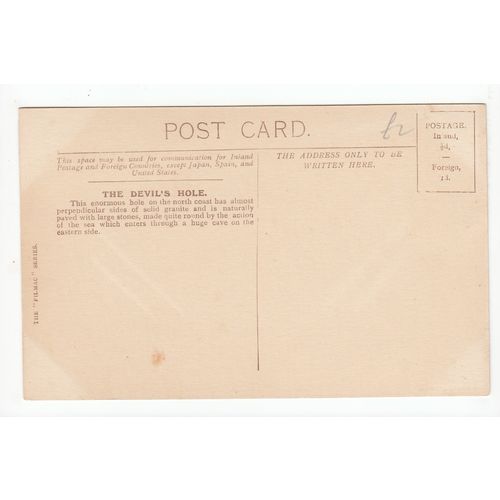 POST CARD.
This space may be used for communication for Inland
Postage and Foreign Countries, except Japan, Spain, and
United States.
THE DEVIL'S HOLE.
This enormous hole on the north coast has almost
perpendicular sides of solid granite and is naturally
paved with large stones, made quite round by the action
of the sea which enters through a huge cave on the
eastern side.
THE "FILMAC" SERIES.
THE ADDRESS ONLY TO BE
WRITTEN HERE.
POSTAGE.
Inland,
½d,
—
Foreign,
1d.